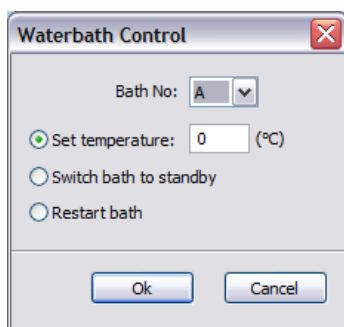 Waterbath Control
Bath No: A
Set temperature: 0 (°C)
Switch bath to standby
Restart bath
Ok Cancel